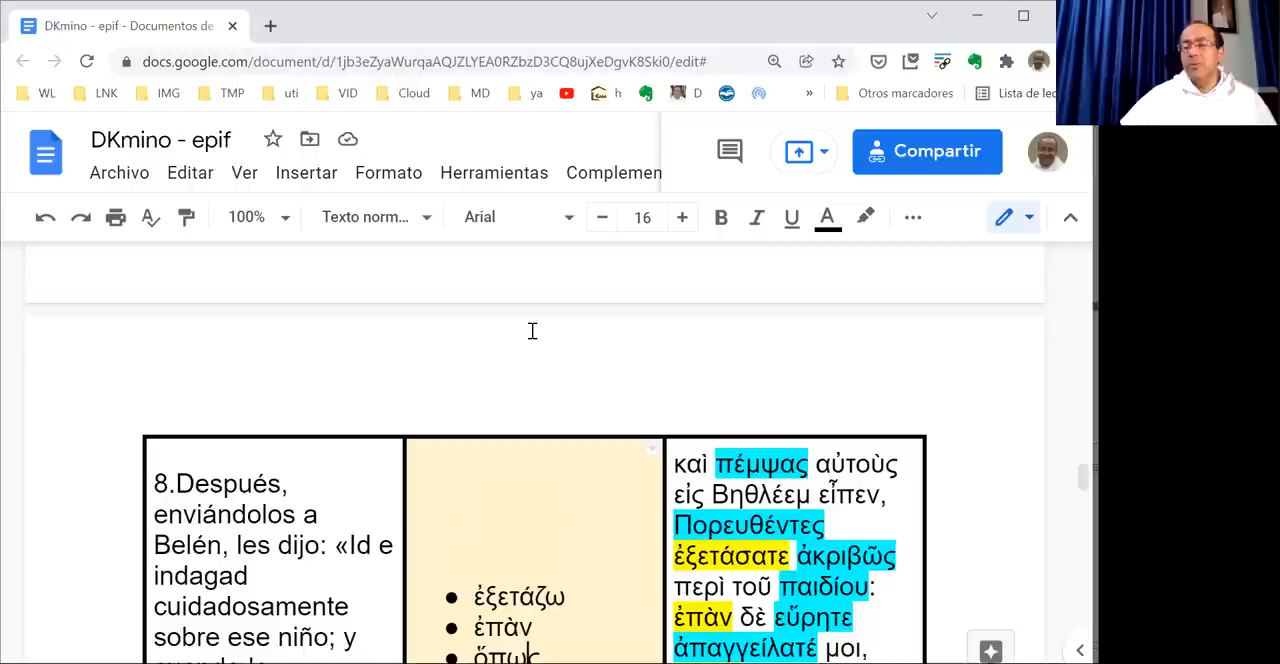 DKmino - epif - Documentos de
docs.google.com/document/d/1jb3eZyaWurqaAQJZLYEA0RZbzD3CQ8ujXeDgvK8Ski0/edit#
WL LNK IMG TMP uti VID Cloud MD ya h D » Otros marcadores Lista de lec
DKmino - epif
Archivo Editar Ver Insertar Formato Herramientas Complemen
Compartir
100% Texto norm... Arial 16 B I U A
8.Después,
enviándolos a
Belén, les dijo: «Id e
indagad
cuidadosamente
sobre ese niño; y
● ἐξετάζω
● ἐπὰν
● ὅπως
καὶ πέμψας αὐτοὺς
εἰς Βηθλέεμ εἶπεν,
Πορευθέντες
ἐξετάσατε ἀκριβῶς
περὶ τοῦ παιδίου:
ἐπὰν δὲ εὕρητε
ἀπαγγείλατέ μοι,